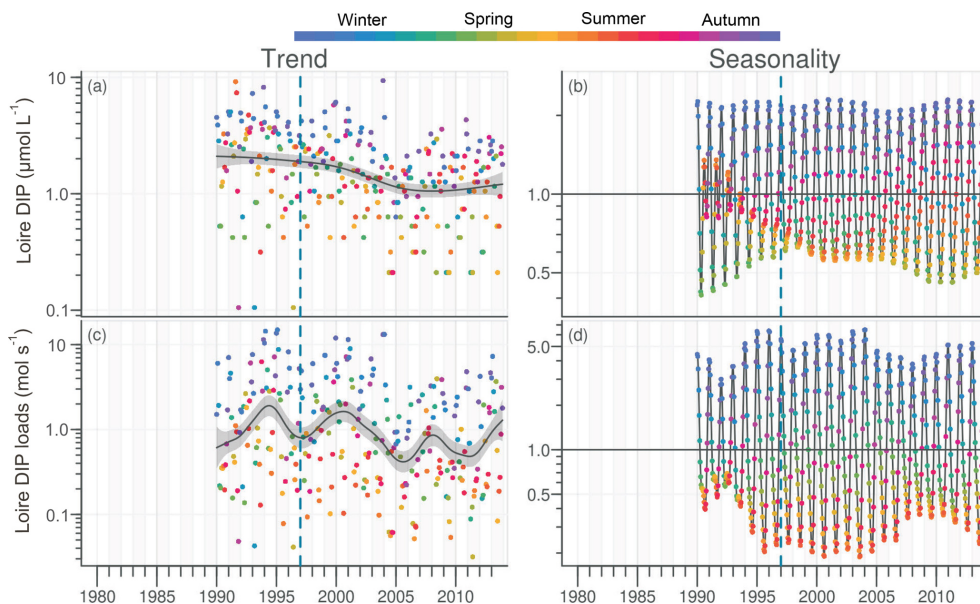 Winter Spring Summer Autumn
Trend Seasonality
Loire DIP (μmol L⁻¹)
(a)
10
1.0
0.1
(b)
1.0
0.5
Loire DIP loads (mol s⁻¹)
(c)
10
1.0
0.1
1980 1985 1990 1995 2000 2005 2010
(d)
5.0
1.0
0.5
1980 1985 1990 1995 2000 2005 2010